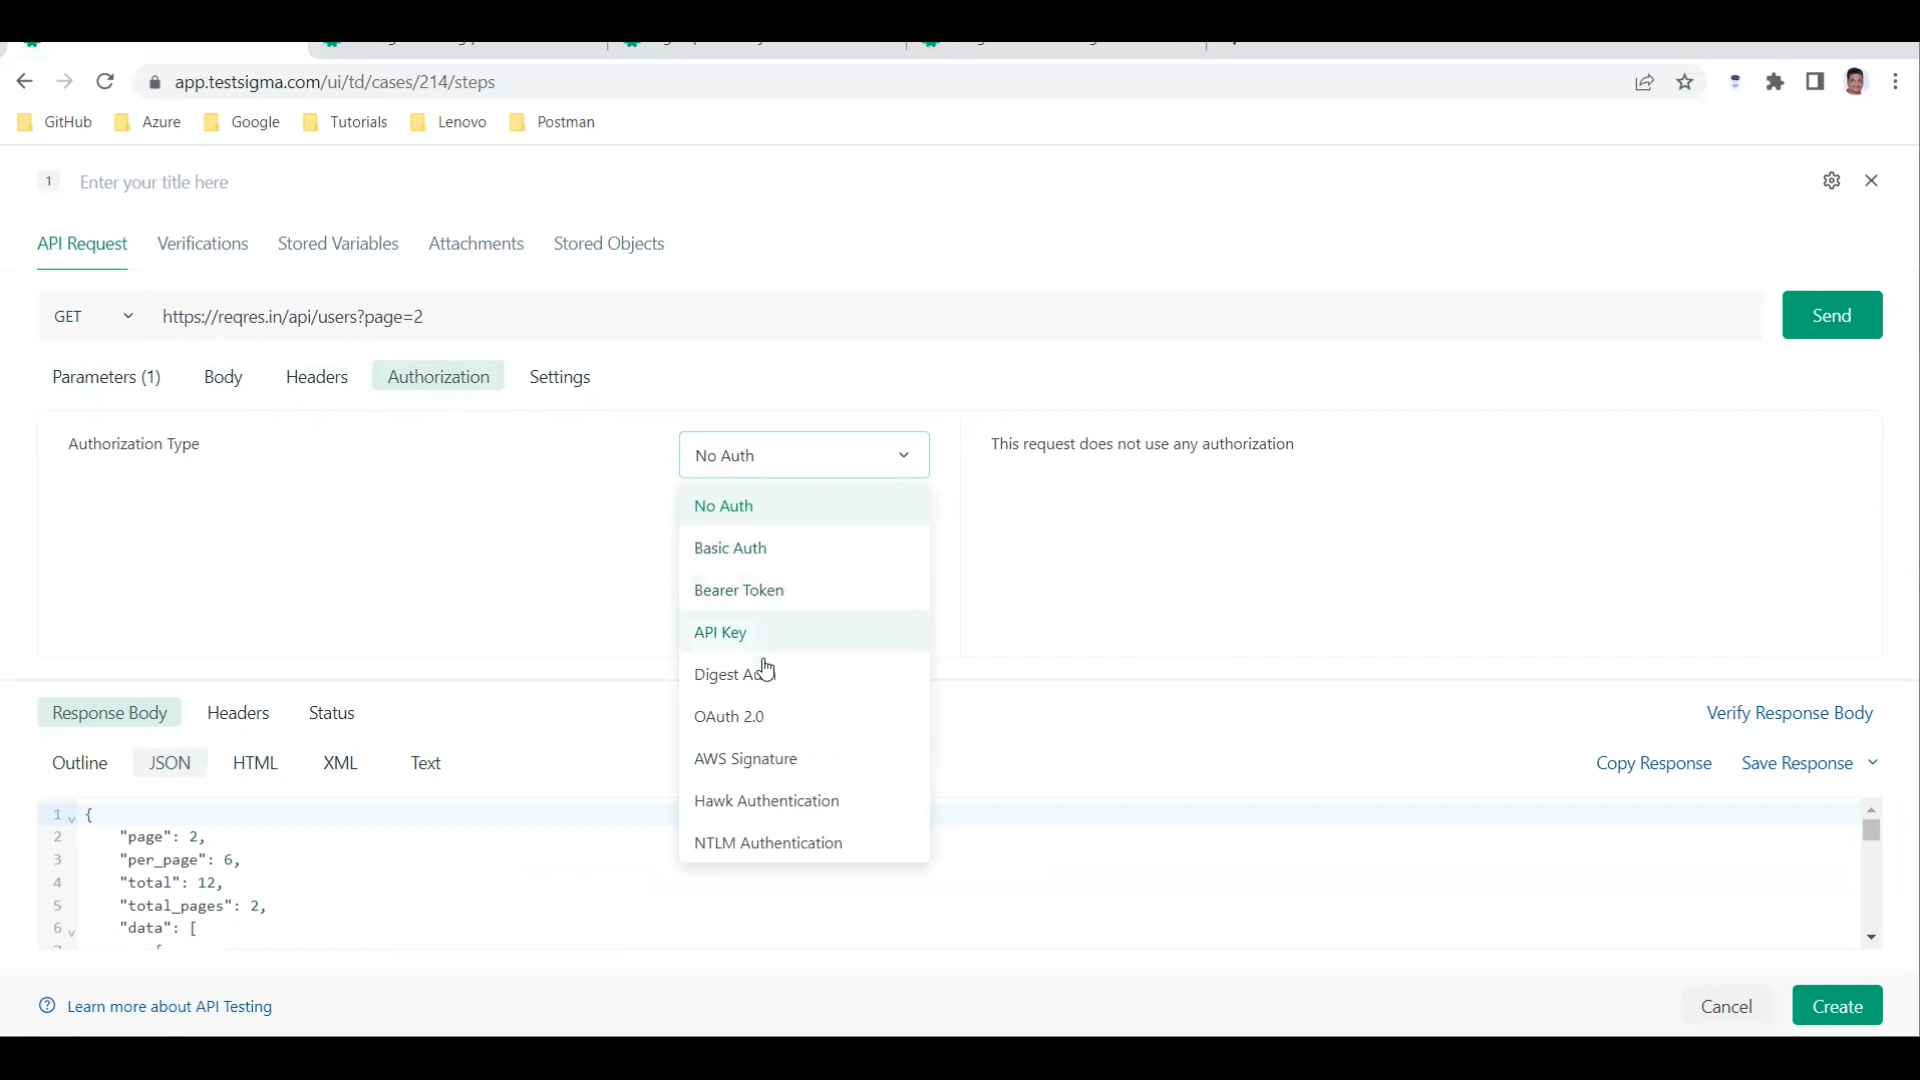 app.testsigma.com/ui/td/cases/214/steps
GitHub Azure Google Tutorials Lenovo Postman
1 Enter your title here
API Request Verifications Stored Variables Attachments Stored Objects
GET https://reqres.in/api/users?page=2 Send
Parameters (1) Body Headers Authorization Settings
Authorization Type
No Auth
This request does not use any authorization
No Auth
Basic Auth
Bearer Token
API Key
Digest
OAuth 2.0
AWS Signature
Hawk Authentication
NTLM Authentication
Response Body Headers Status Verify Response Body
Outline JSON HTML XML Text Copy Response Save Response
1 {
2 "page": 2,
3 "per_page": 6,
4 "total": 12,
5 "total_pages": 2,
6 "data": [
Learn more about API Testing Cancel Create